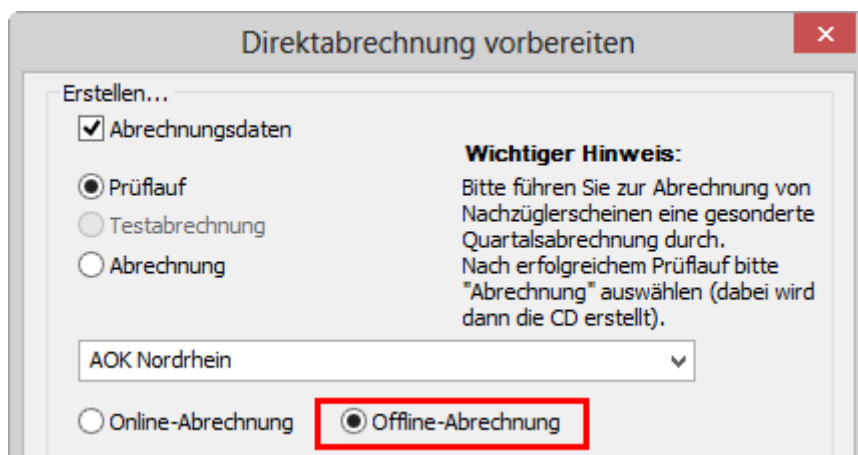 Direktabrechnung vorbereiten
Erstellen...
Abrechnungsdaten
Prüflauf
Testabrechnung
Abrechnung
Wichtiger Hinweis:
Bitte führen Sie zur Abrechnung von
Nachzüglerscheinen eine gesonderte
Quartalsabrechnung durch.
Nach erfolgreichem Prüflauf bitte
"Abrechnung" auswählen (dabei wird
dann die CD erstellt).
AOK Nordrhein
Online-Abrechnung Offline-Abrechnung